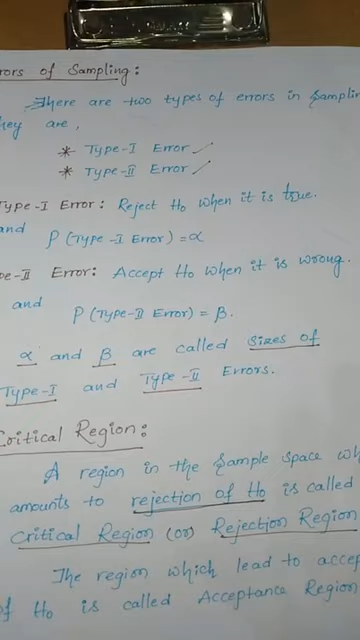 rors of Sampling:
There are two types of errors in Samplin
hey are,
* Type-I Error ✓
* Type-II Error ✓
Type-I Error: Reject H₀ when it is true.
and
P(Type-I Error) = α
pe-II Error: Accept H₀ when it is wrong.
and
P(Type-II Error) = β.
α and β are called Sizes of
Type-I and Type-II Errors.
Critical Region:
A region in the sample space wh
amounts to rejection of H₀ is called
Critical Region (or) Rejection Region
The region which lead to accep
of H₀ is called Acceptance Region